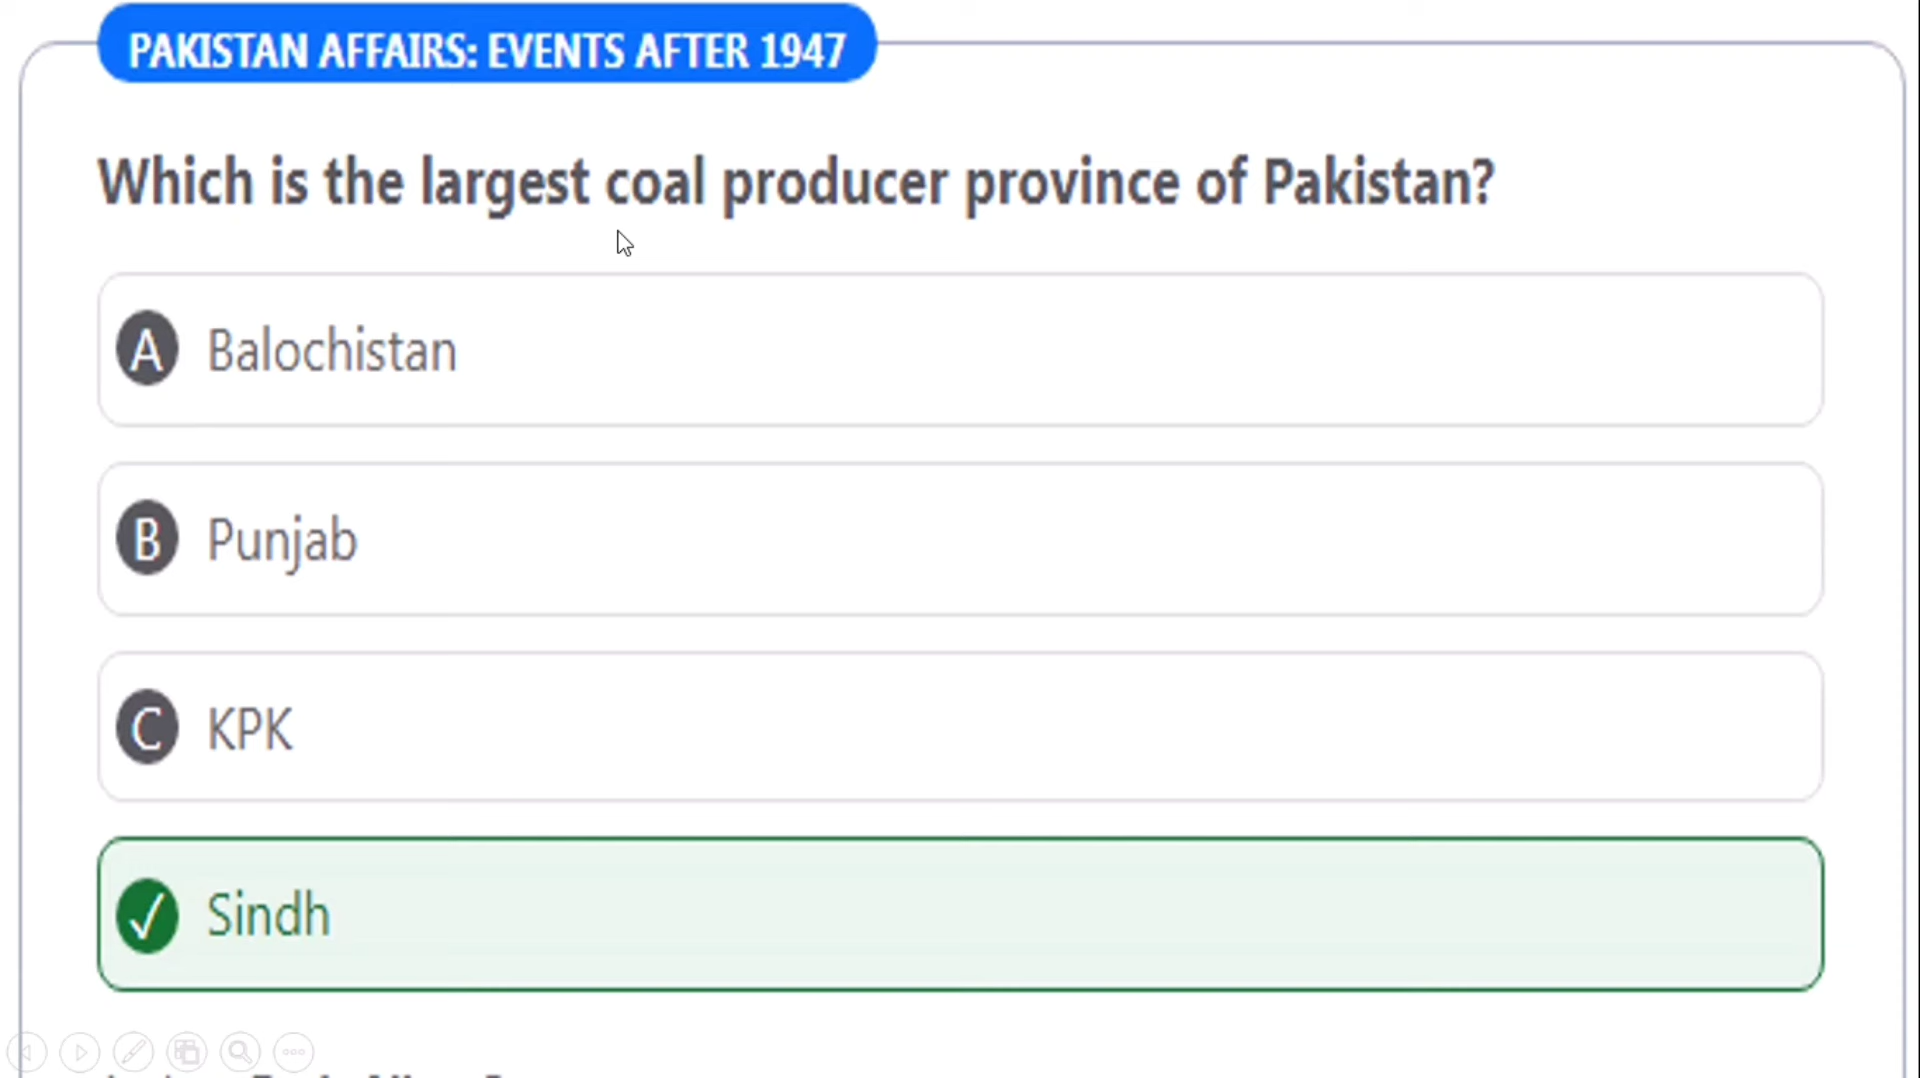 PAKISTAN AFFAIRS: EVENTS AFTER 1947
Which is the largest coal producer province of Pakistan?
A Balochistan
B Punjab
C KPK
✓ Sindh